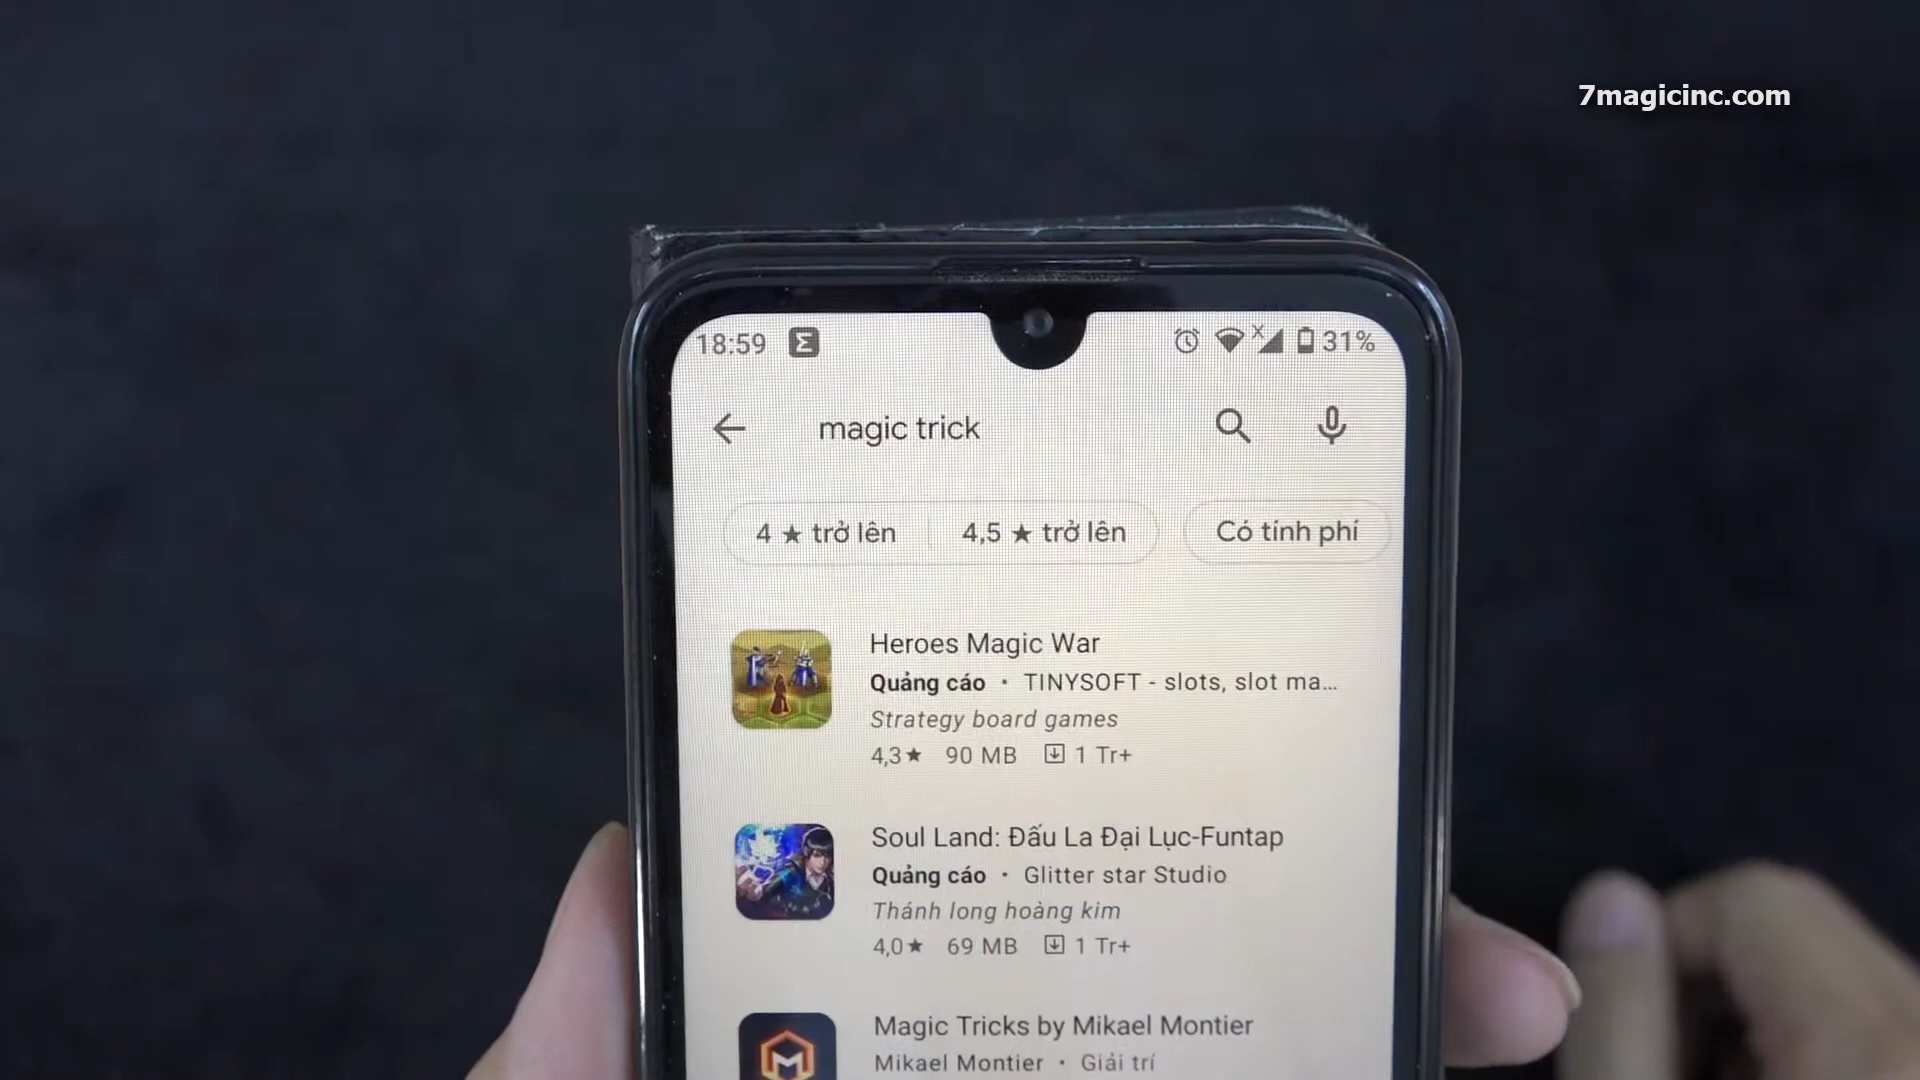 7magicinc.com
18:59 31%
magic trick
4 ★ trở lên 4,5 ★ trở lên Có tính phí
Heroes Magic War
Quảng cáo • TINYSOFT - slots, slot ma...
Strategy board games
4,3★ 90 MB 1 Tr+
Soul Land: Đấu La Đại Lục-Funtap
Quảng cáo • Glitter star Studio
Thánh long hoàng kim
4,0★ 69 MB 1 Tr+
Magic Tricks by Mikael Montier
Mikael Montier • Giải trí